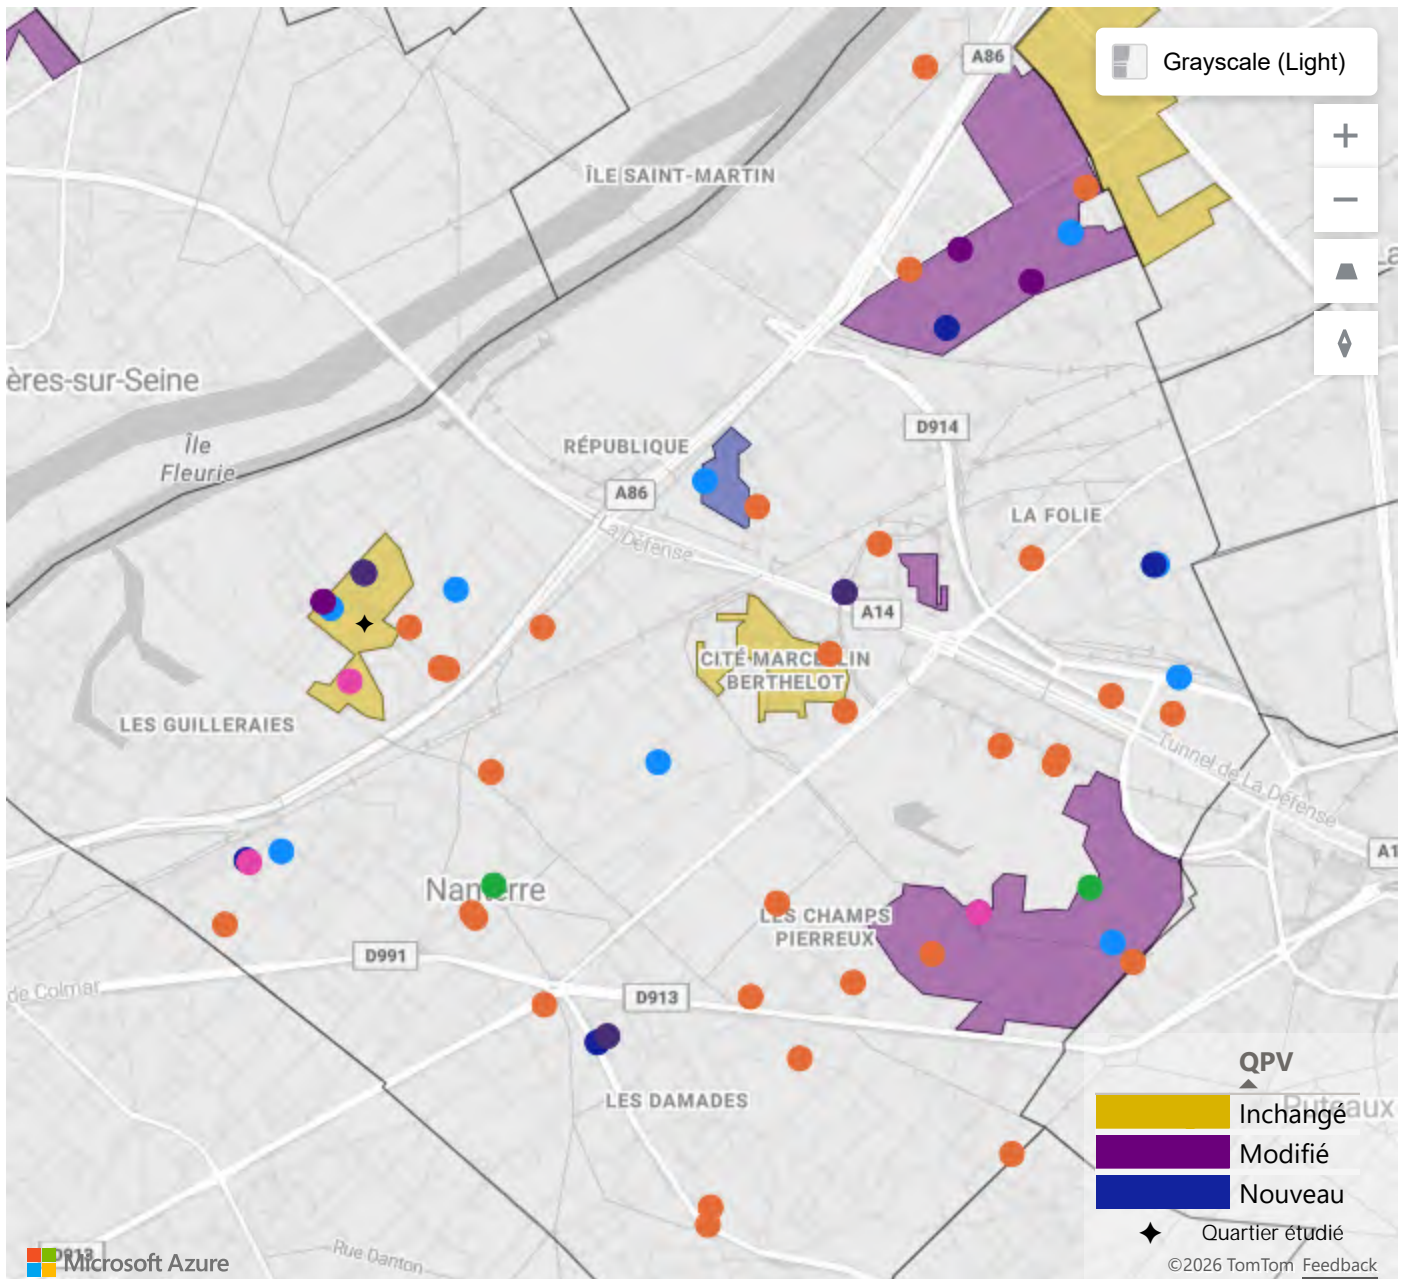 A86
Grayscale (Light)
ÎLE SAINT-MARTIN
La
ères-sur-Seine
D914
RÉPUBLIQUE
Île
Fleurie
A86
LA FOLIE
La Défense
A14
CITÉ MARCELLIN
BERTHELOT
LES GUILLERAIES
Tunnel de La Défense
A1
Nanterre
LES CHAMPS
PIERREUX
D991
de Colmar
D913
QPV
LES DAMADES
Puteaux
Inchangé
Modifié
Nouveau
Quartier étudié
D913
Rue Danton
Microsoft Azure
©2026 TomTom Feedback